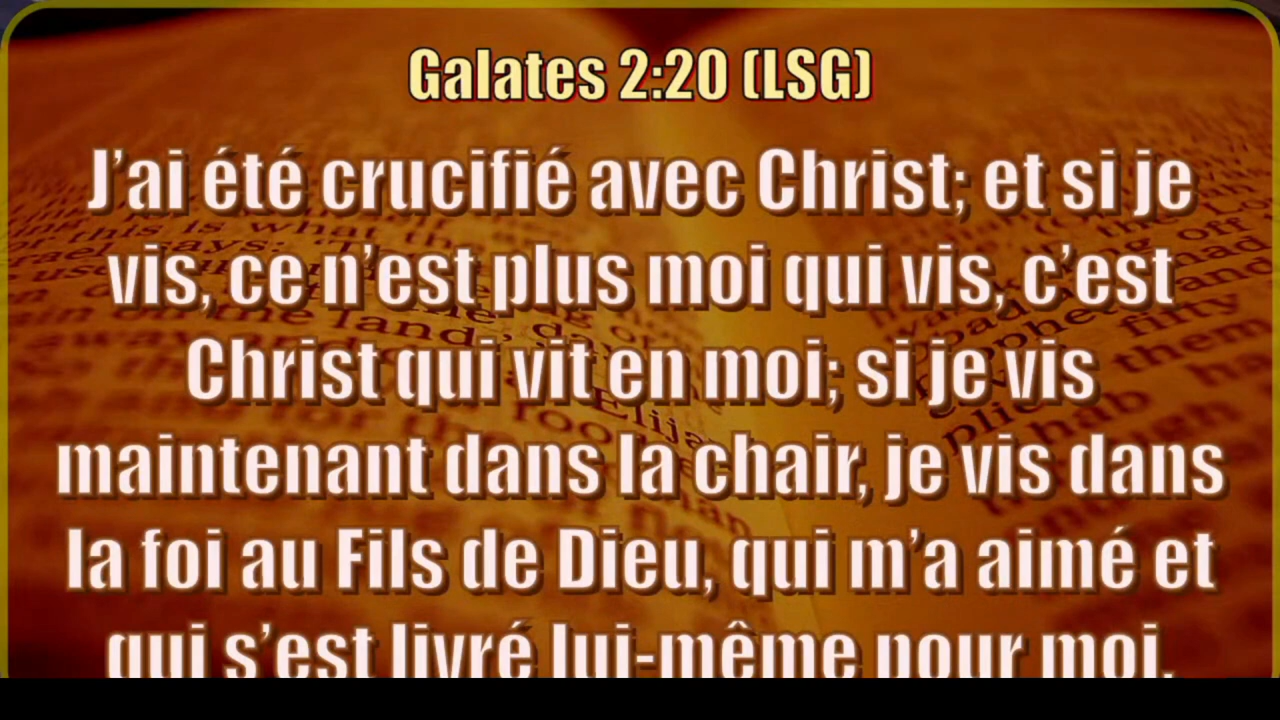 Galates 2:20 (LSG)
J’ai été crucifié avec Christ; et si je
vis, ce n’est plus moi qui vis, c’est
Christ qui vit en moi; si je vis
maintenant dans la chair, je vis dans
la foi au Fils de Dieu, qui m’a aimé et
qui s’est livré lui-même pour moi.